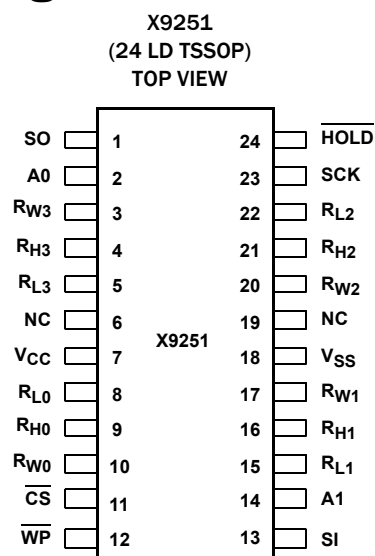 X9251
(24 LD TSSOP)
TOP VIEW
SO 1 24 HOLD
A0 2 23 SCK
RW3 3 22 RL2
RH3 4 21 RH2
RL3 5 20 RW2
NC 6 19 NC
X9251
VCC 7 18 VSS
RL0 8 17 RW1
RH0 9 16 RH1
RW0 10 15 RL1
CS 11 14 A1
WP 12 13 SI